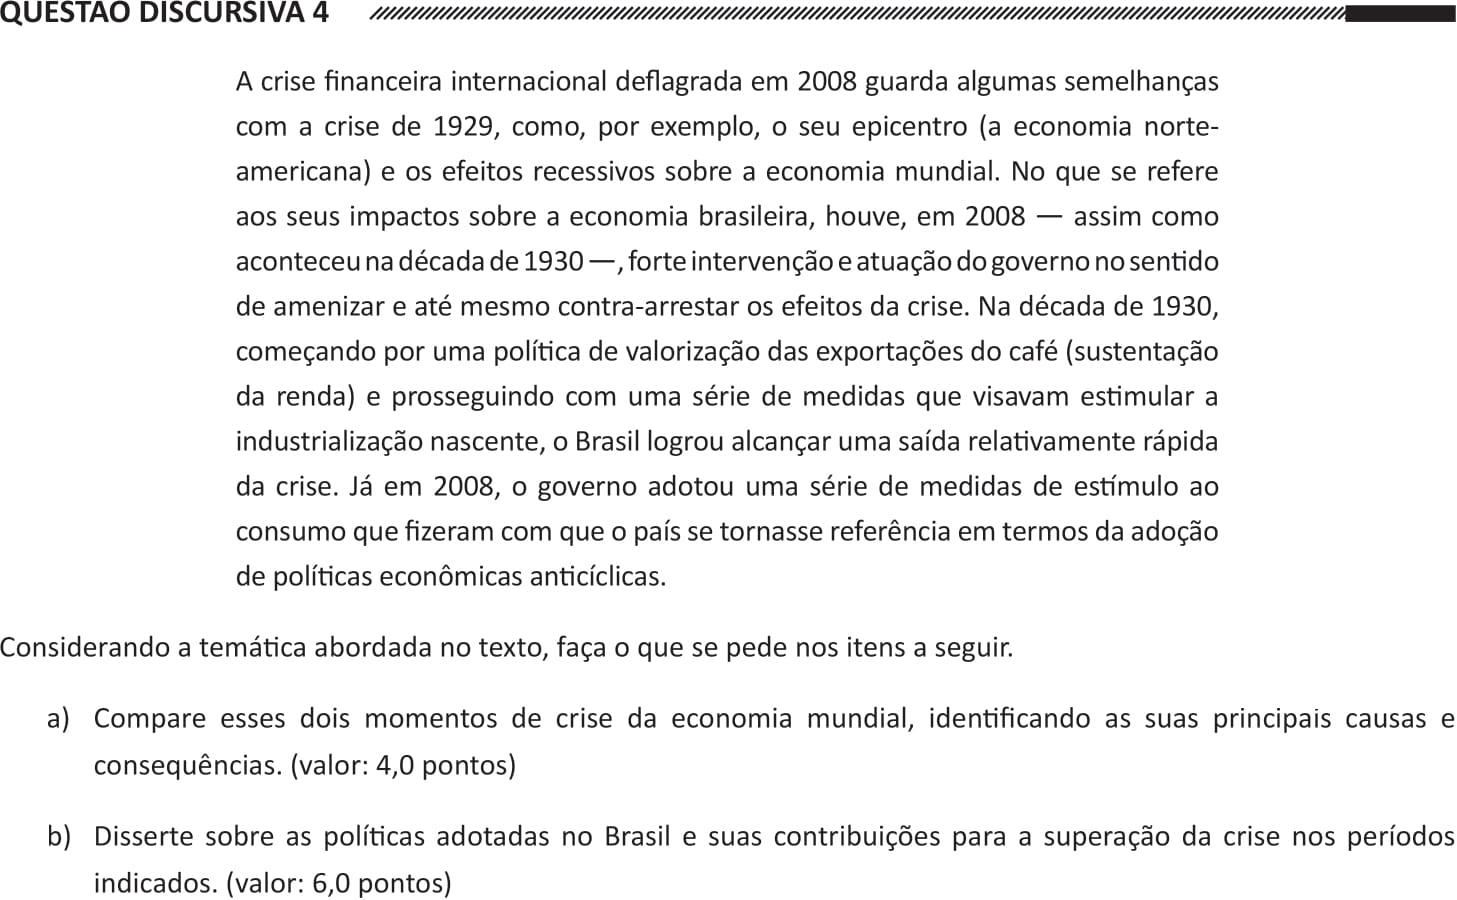 QUESTÃO DISCURSIVA 4
A crise financeira internacional deflagrada em 2008 guarda algumas semelhanças
com a crise de 1929, como, por exemplo, o seu epicentro (a economia norte-
americana) e os efeitos recessivos sobre a economia mundial. No que se refere
aos seus impactos sobre a economia brasileira, houve, em 2008 — assim como
aconteceu na década de 1930 —, forte intervenção e atuação do governo no sentido
de amenizar e até mesmo contra-arrestar os efeitos da crise. Na década de 1930,
começando por uma política de valorização das exportações do café (sustentação
da renda) e prosseguindo com uma série de medidas que visavam estimular a
industrialização nascente, o Brasil logrou alcançar uma saída relativamente rápida
da crise. Já em 2008, o governo adotou uma série de medidas de estímulo ao
consumo que fizeram com que o país se tornasse referência em termos da adoção
de políticas econômicas anticíclicas.
Considerando a temática abordada no texto, faça o que se pede nos itens a seguir.
a) Compare esses dois momentos de crise da economia mundial, identificando as suas principais causas e
consequências. (valor: 4,0 pontos)
b) Disserte sobre as políticas adotadas no Brasil e suas contribuições para a superação da crise nos períodos
indicados. (valor: 6,0 pontos)